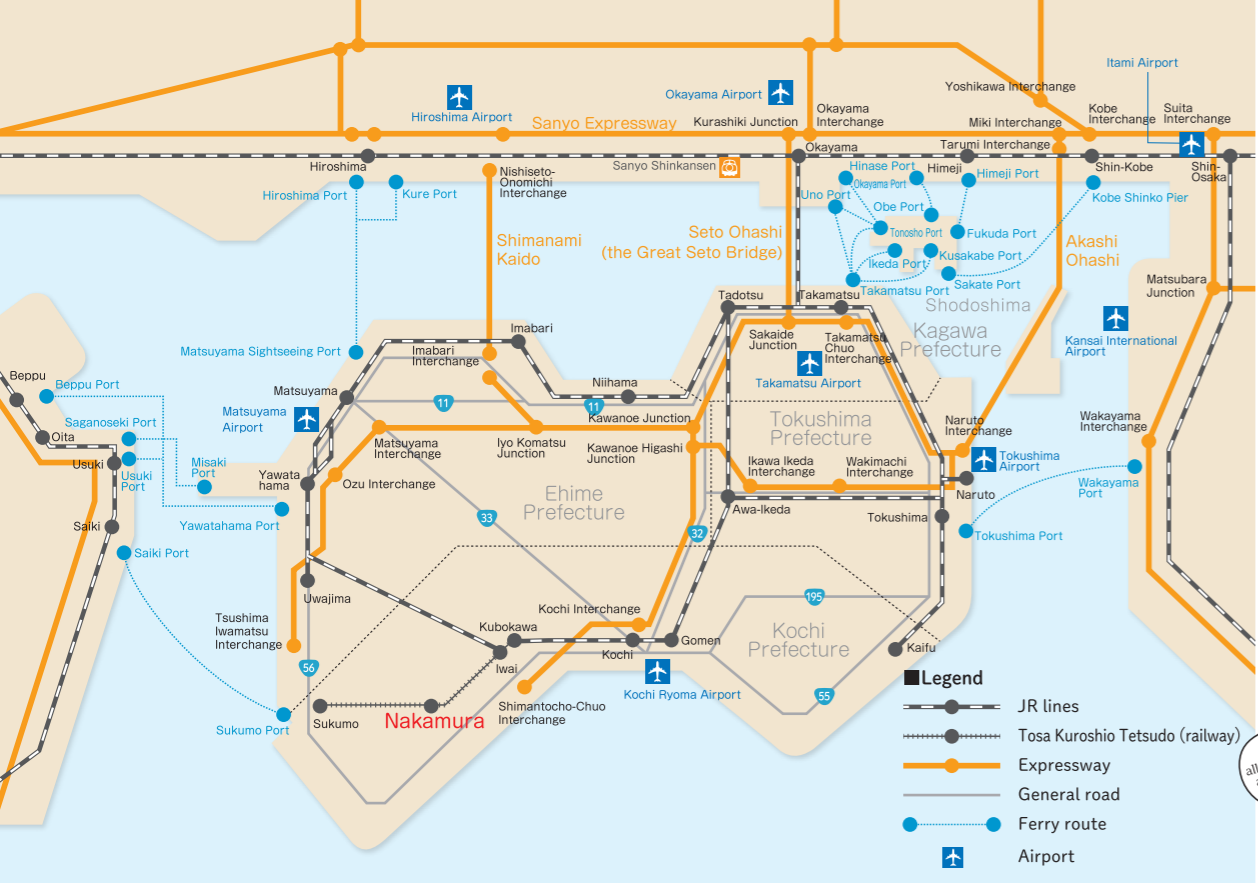 Itami Airport
Yoshikawa Interchange
Okayama Airport
Hiroshima Airport
Okayama
Interchange
Kobe
Interchange
Suita
Interchange
Sanyo Expressway
Kurashiki Junction
Miki Interchange
Tarumi Interchange
Okayama
Hiroshima
Sanyo Shinkansen
Himeji
Shin-Kobe
Shin-
Osaka
Nishiseto-
Onomichi
Interchange
Hinase Port
Okayama Port
Himeji Port
Hiroshima Port
Kure Port
Uno Port
Obe Port
Kobe Shinko Pier
Shimanami
Kaido
Seto Ohashi
(the Great Seto Bridge)
Tonosho Port
Fukuda Port
Akashi
Ohashi
Ikeda Port
Kusakabe Port
Takamatsu Port
Sakate Port
Matsubara
Junction
Tadotsu
Takamatsu
Shodoshima
Kagawa
Prefecture
Imabari
Sakaide
Junction
Takamatsu
Chuo
Interchange
Kansai International
Airport
Matsuyama Sightseeing Port
Imabari
Interchange
Takamatsu Airport
Beppu
Beppu Port
Matsuyama
Niihama
11
11
Matsuyama
Airport
Saganoseki Port
Kawanoe Junction
Tokushima
Prefecture
Naruto
Interchange
Wakayama
Interchange
Oita
Matsuyama
Interchange
Iyo Komatsu
Junction
Kawanoe Higashi
Junction
Ikawa Ikeda
Interchange
Wakimachi
Interchange
Tokushima
Airport
Usuki
Usuki
Port
Misaki
Port
Yawata
hama
Ozu Interchange
Naruto
Wakayama
Port
Ehime
Prefecture
Awa-Ikeda
Yawatahama Port
33
32
Tokushima
Tokushima Port
Saiki
Saiki Port
Uwajima
195
Tsushima
Iwamatsu
Interchange
Kochi Interchange
Kubokawa
Kochi
Prefecture
Gomen
Kochi
Kaifu
Iwai
56
Kochi Ryoma Airport
55
Sukumo Port
Sukumo
Nakamura
Shimantocho-Chuo
Interchange
■Legend
JR lines
Tosa Kuroshio Tetsudo (railway)
Expressway
General road
Ferry route
Airport